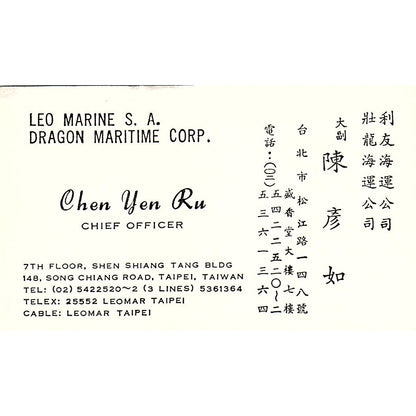 LEO MARINE S. A.
DRAGON MARITIME CORP.
Chen Yen Ru
CHIEF OFFICER
7TH FLOOR, SHEN SHIANG TANG BLDG
148, SONG CHIANG ROAD, TAIPEI, TAIWAN
TEL: (02) 5422520~2 (3 LINES) 5361364
TELEX: 25552 LEOMAR TAIPEI
CABLE: LEOMAR TAIPEI
利友海運公司
壯龍海運公司
大副 陳彥如
台北市松江路一四八號
盛香堂大樓七樓
電話:(〇二)五四二二五二〇~二
五三六一三六四